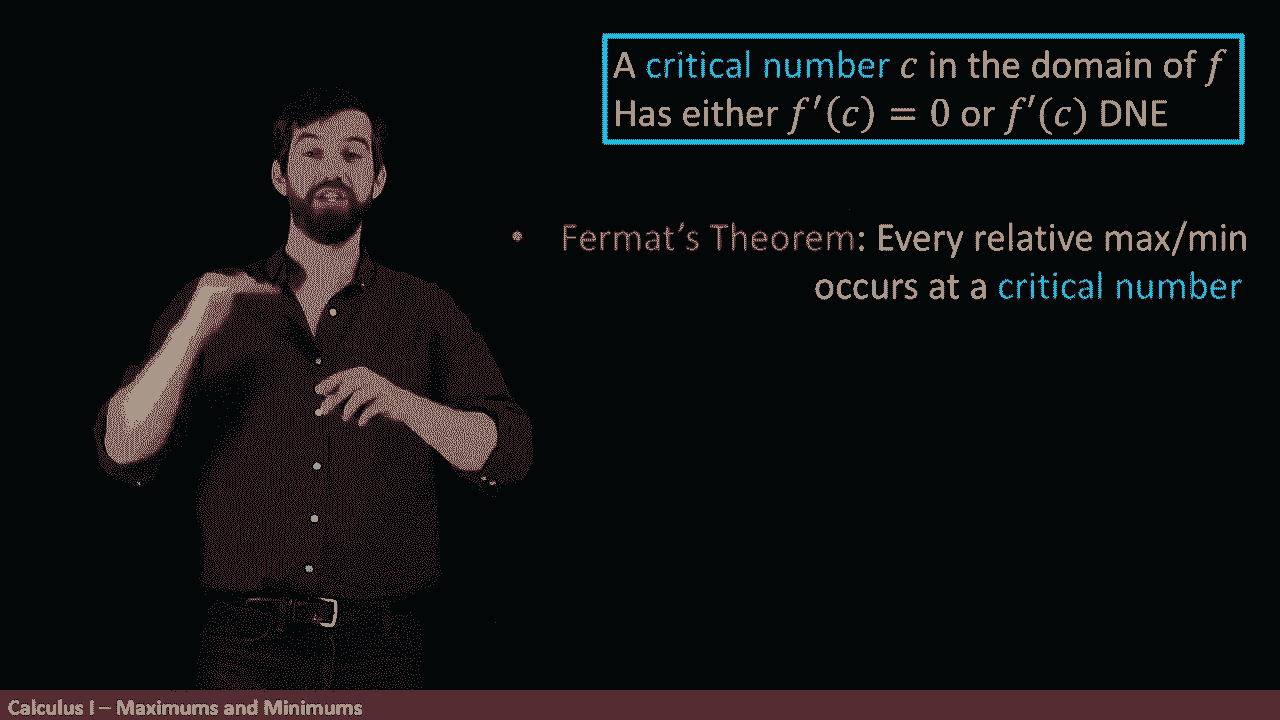 A critical number 𝑐 in the domain of 𝑓
Has either 𝑓′(𝑐) = 0 or 𝑓′(𝑐) DNE
• Fermat’s Theorem: Every relative max/min
occurs at a critical number
Calculus I – Maximums and Minimums